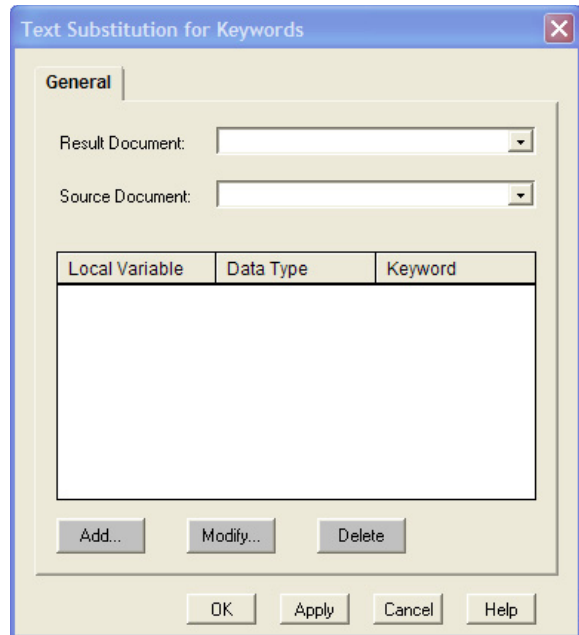 Text Substitution for Keywords
General
Result Document:
Source Document:
Local Variable Data Type Keyword
Add... Modify... Delete
OK Apply Cancel Help